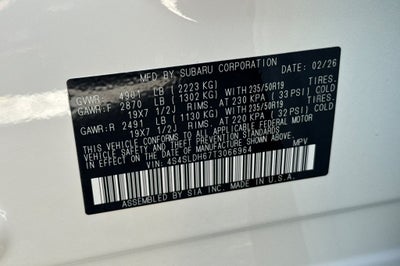 MFD BY SUBARU CORPORATION DATE: 02/26
GVWR: 4901 LB (2223 KG)
GAWR:F 2870 LB (1302 KG) WITH 235/50R19 TIRES.
19X7 1/2J RIMS. AT 230 KPA (33 PSI) COLD
GAWR:R 2491 LB (1130 KG) WITH 235/50R19 TIRES.
19X7 1/2J RIMS. AT 220 KPA (32 PSI) COLD
THIS VEHICLE CONFORMS TO ALL APPLICABLE FEDERAL MOTOR
VEHICLE SAFETY, BUMPER, AND THEFT PREVENTION STANDARDS
IN EFFECT ON THE DATE OF MANUFACTURE SHOWN ABOVE.
VIN: 4S4SLDH67T3066964 MPV
ASSEMBLED BY SIA INC. MADE IN U.S.A.